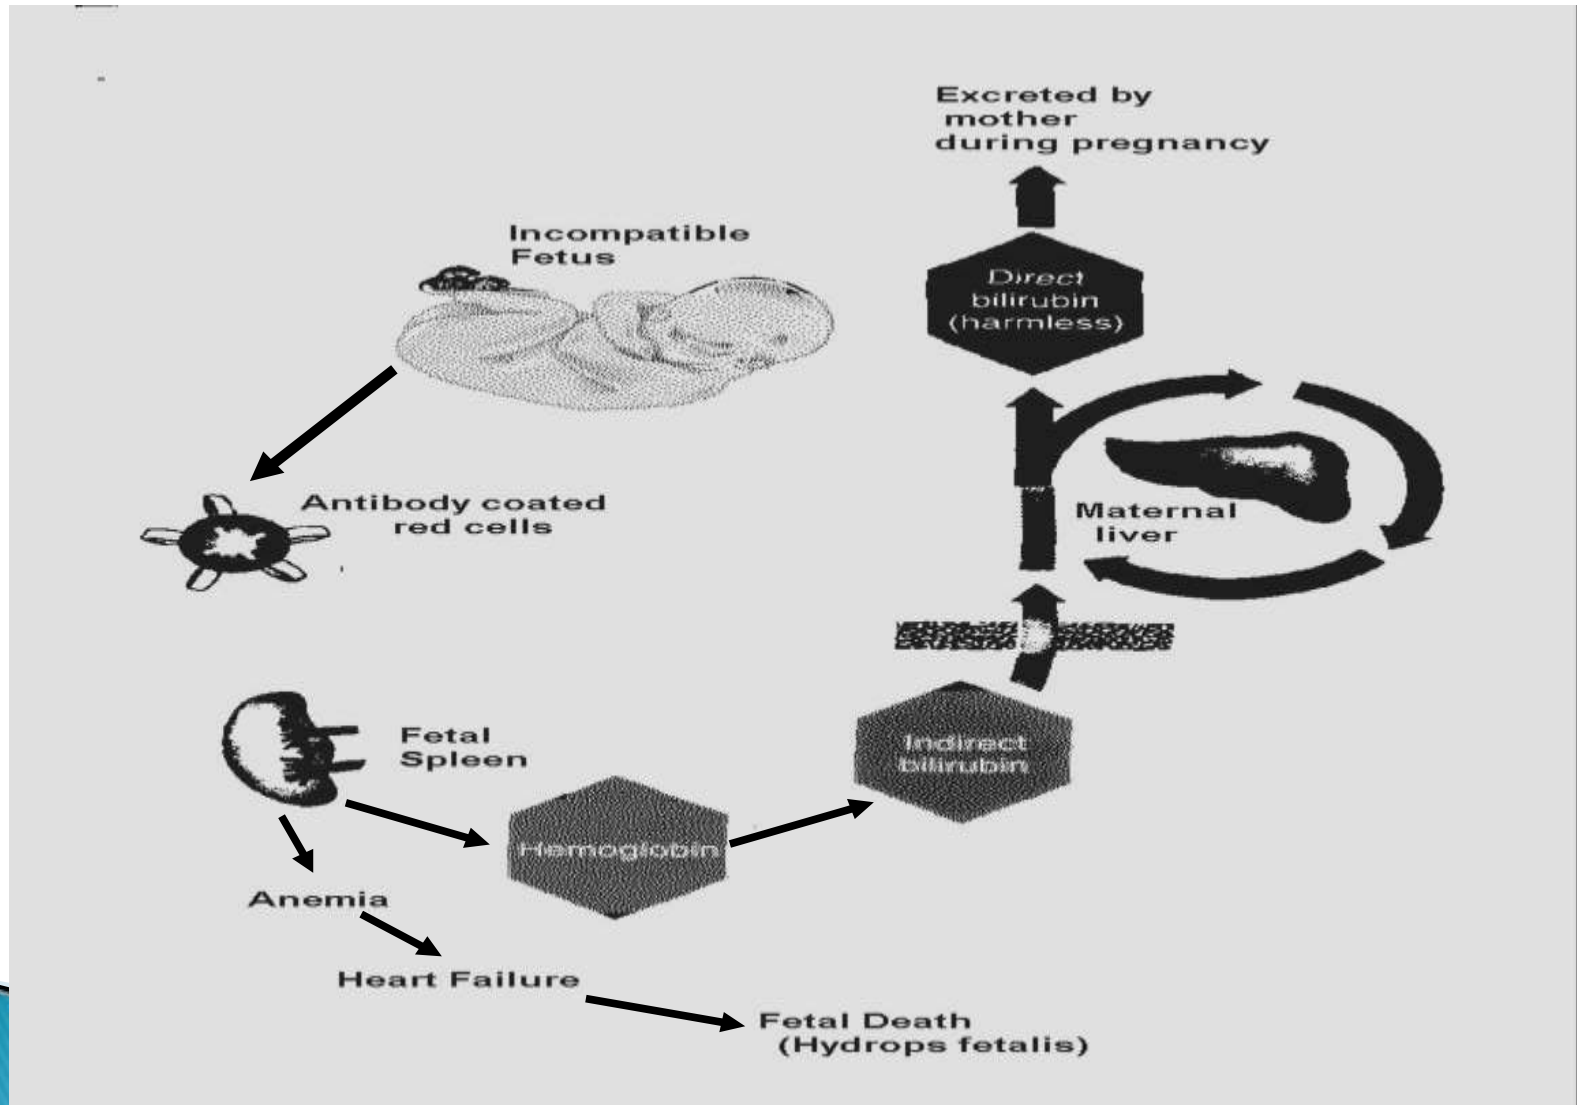 Excreted by
mother
during pregnancy
Incompatible
Fetus
Direct
bilirubin
(harmless)
Antibody coated
red cells
Maternal
liver
Fetal
Spleen
Indirect
bilirubin
Hemoglobin
Anemia
Heart Failure
Fetal Death
(Hydrops fetalis)